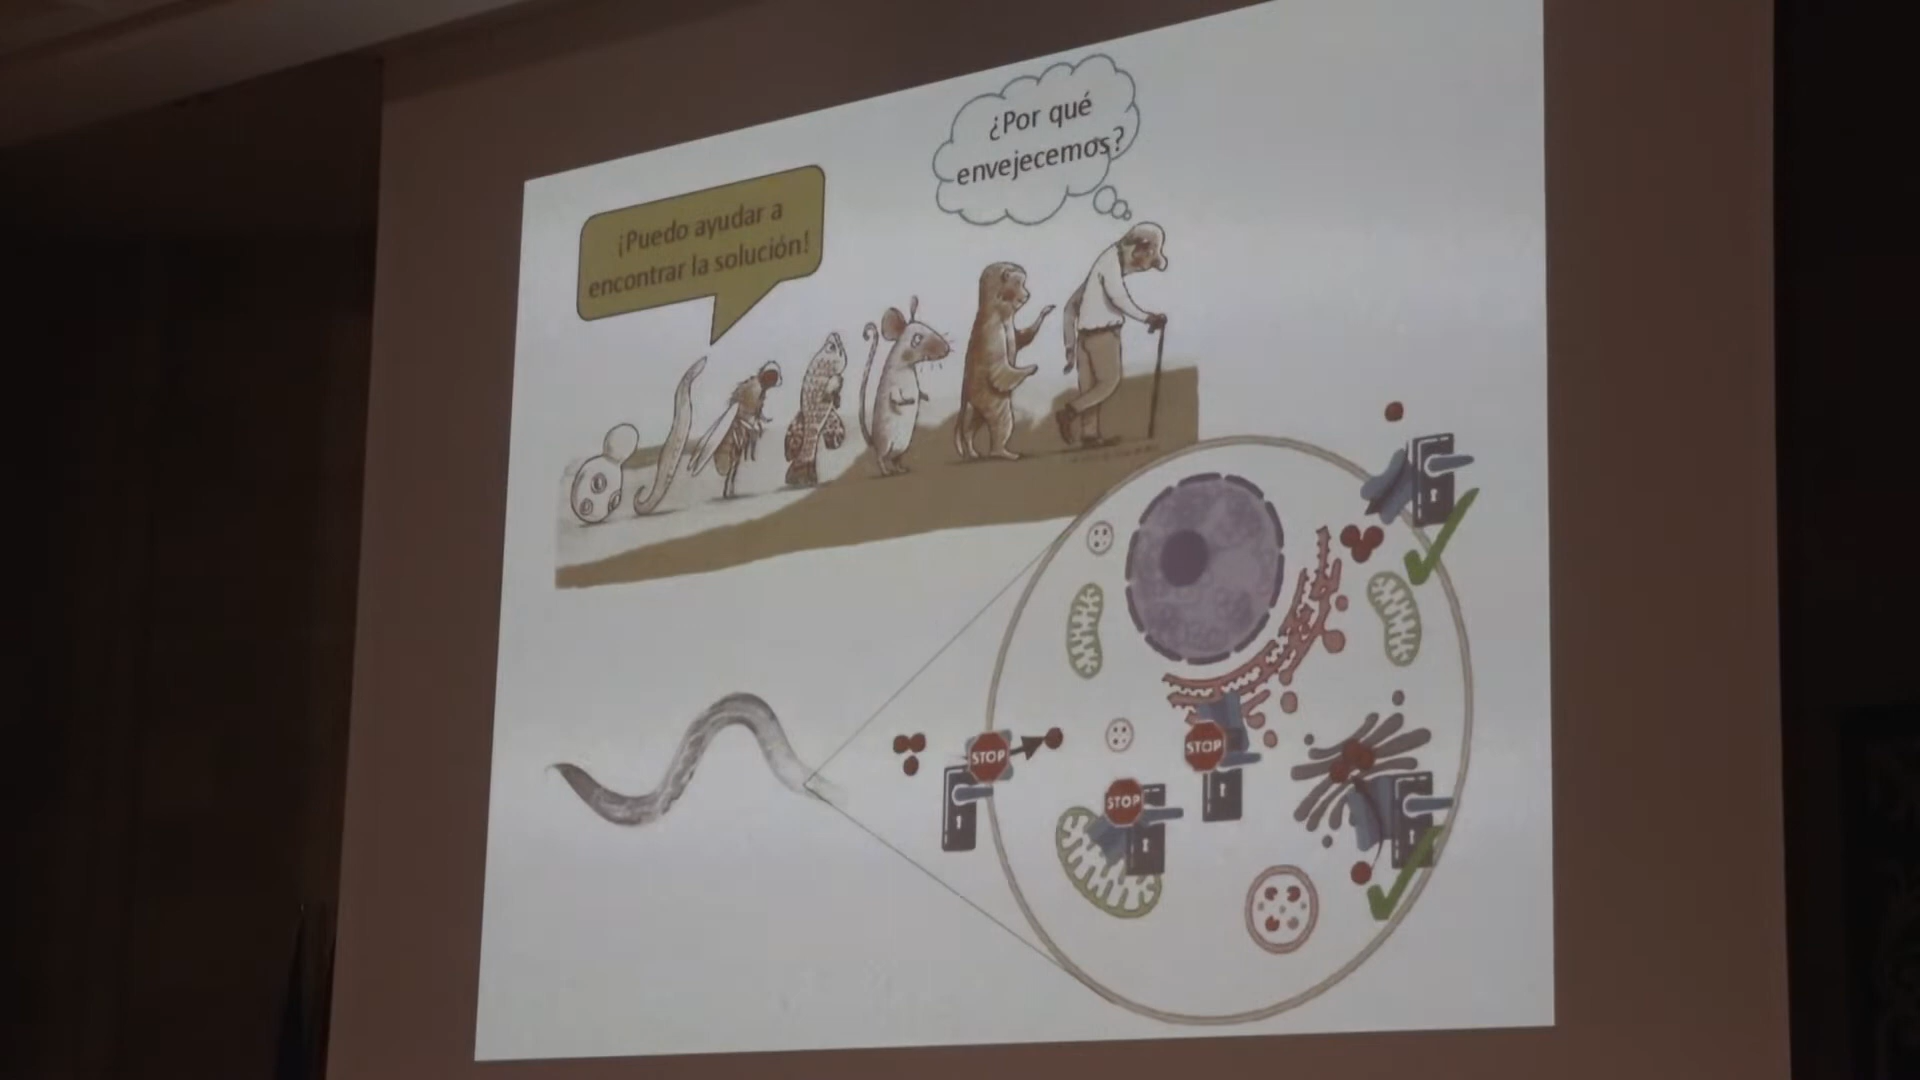 ¿Por qué
envejecemos?
¡Puedo ayudar a
encontrar la solución!
STOP
STOP
STOP